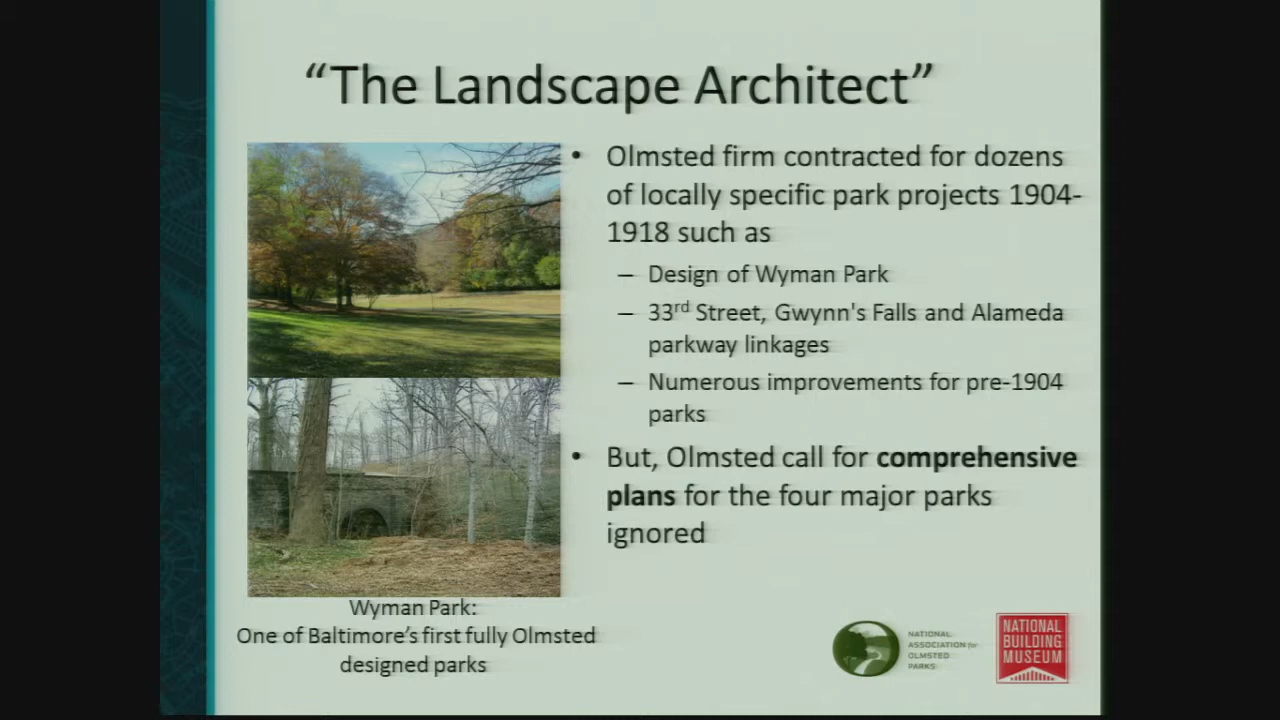 “The Landscape Architect”
• Olmsted firm contracted for dozens
of locally specific park projects 1904-
1918 such as
– Design of Wyman Park
– 33rd Street, Gwynn's Falls and Alameda
parkway linkages
– Numerous improvements for pre-1904
parks
• But, Olmsted call for comprehensive
plans for the four major parks
ignored
Wyman Park:
One of Baltimore’s first fully Olmsted
designed parks
NATIONAL
ASSOCIATION for
OLMSTED
PARKS
NATIONAL
BUILDING
MUSEUM